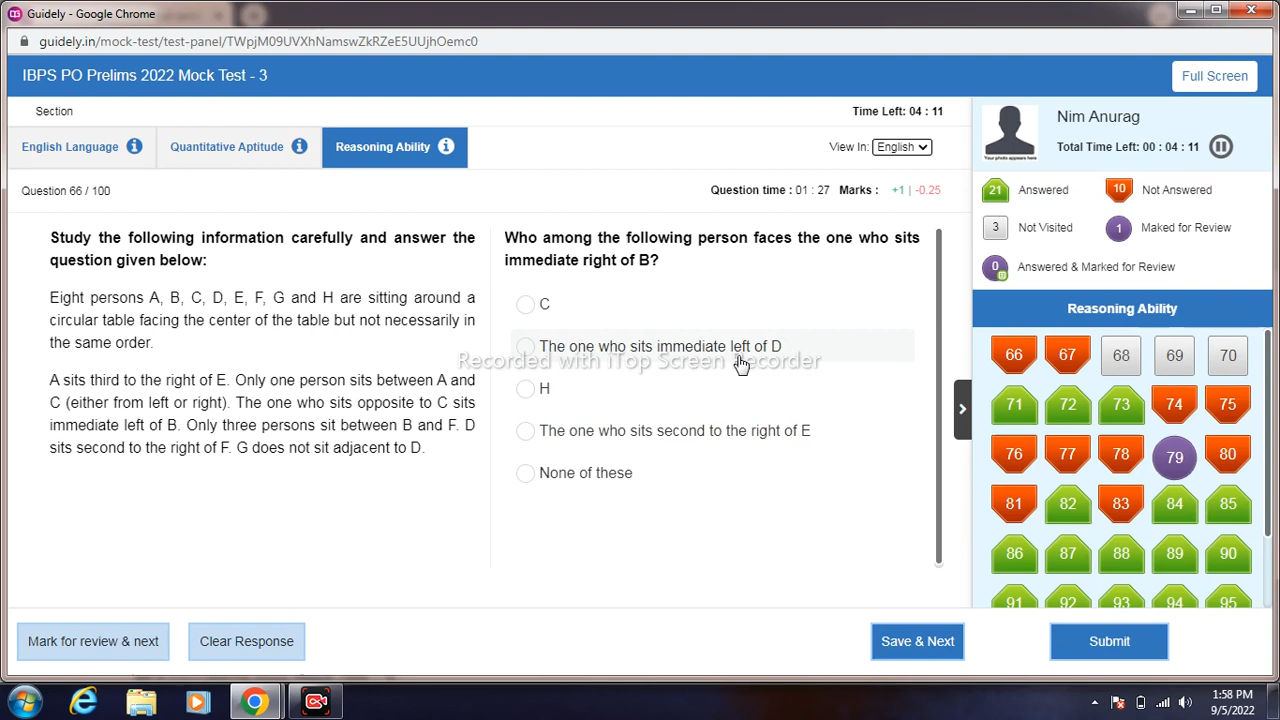 Guidely - Google Chrome
guidely.in/mock-test/test-panel/TWpjM09UVXhNamswZkRZeE5UUjhOemc0
IBPS PO Prelims 2022 Mock Test - 3
Full Screen
Section
Time Left: 04 : 11
English Language
Quantitative Aptitude
Reasoning Ability
View In: English
Question 66 / 100
Question time : 01 : 27 Marks : +1 | -0.25
Study the following information carefully and answer the
question given below:
Eight persons A, B, C, D, E, F, G and H are sitting around a
circular table facing the center of the table but not necessarily in
the same order.
A sits third to the right of E. Only one person sits between A and
C (either from left or right). The one who sits opposite to C sits
immediate left of B. Only three persons sit between B and F. D
sits second to the right of F. G does not sit adjacent to D.
Who among the following person faces the one who sits
immediate right of B?
C
The one who sits immediate left of D
Recorded with iTop Screen Recorder
H
The one who sits second to the right of E
None of these
Mark for review & next
Clear Response
Save & Next
Nim Anurag
Your photo appears here
Total Time Left: 00 : 04 : 11
21 Answered
10 Not Answered
3 Not Visited
1 Maked for Review
0 Answered & Marked for Review
Reasoning Ability
66 67 68 69 70
71 72 73 74 75
76 77 78 79 80
81 82 83 84 85
86 87 88 89 90
91 92 93 94 95
Submit
1:58 PM
9/5/2022